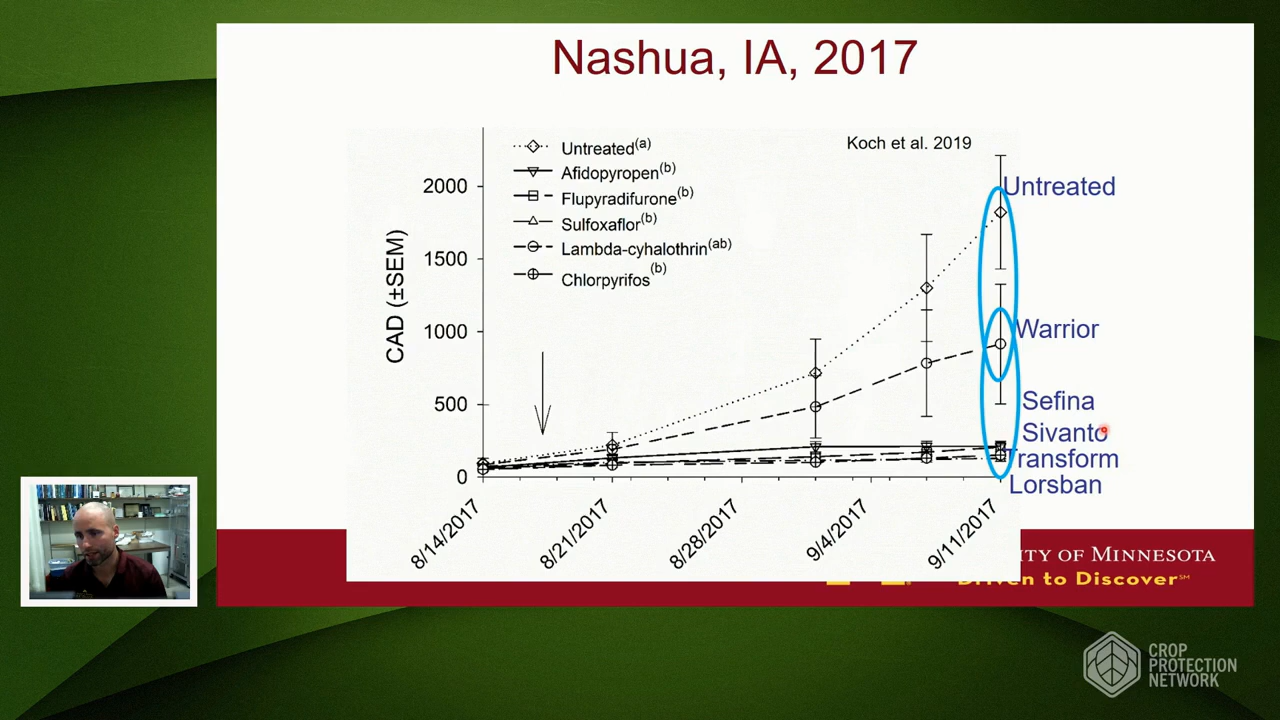 Nashua, IA, 2017
Koch et al. 2019
Untreated(a)
Afidopyropen(b)
Flupyradifurone(b)
Sulfoxaflor(b)
Lambda-cyhalothrin(ab)
Chlorpyrifos(b)
CAD (±SEM)
2000
1500
1000
500
0
8/14/2017
8/21/2017
8/28/2017
9/4/2017
9/11/2017
Untreated
Warrior
Sefina
Sivanto
Transform
Lorsban
ITY OF MINNESOTA
Driven to Discover℠
CROP
PROTECTION
NETWORK